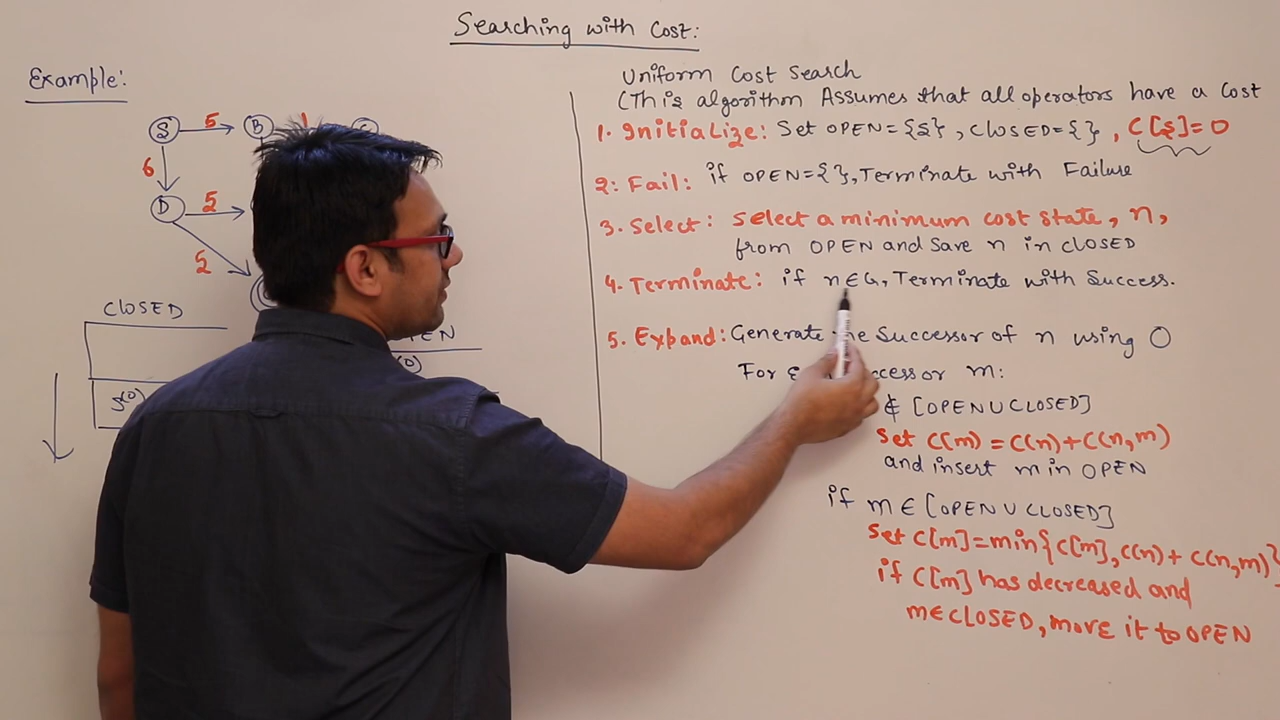 Searching with Cost:
Example:
S 5 B 1
6
D 5
5
CLOSED
S(0)
Uniform Cost Search
(This algorithm Assumes that all operators have a cost
1. Initialize: Set OPEN={S}, CLOSED={}, C[S]=0
2: Fail: if OPEN={}, Terminate with Failure
3. Select: Select a minimum cost state, n,
from OPEN and Save n in CLOSED
4. Terminate: if n∈G, Terminate with Success.
5. Expand: Generate Successor of n using O
For m:
∉ [OPEN ∪ CLOSED]
Set C(m) = C(n)+C(n,m)
and insert m in OPEN
if m ∈ [OPEN ∪ CLOSED]
Set C[m]=min{C[m], C(n) + C(n,m)}
if C[m] has decreased and
m∈CLOSED, move it to OPEN